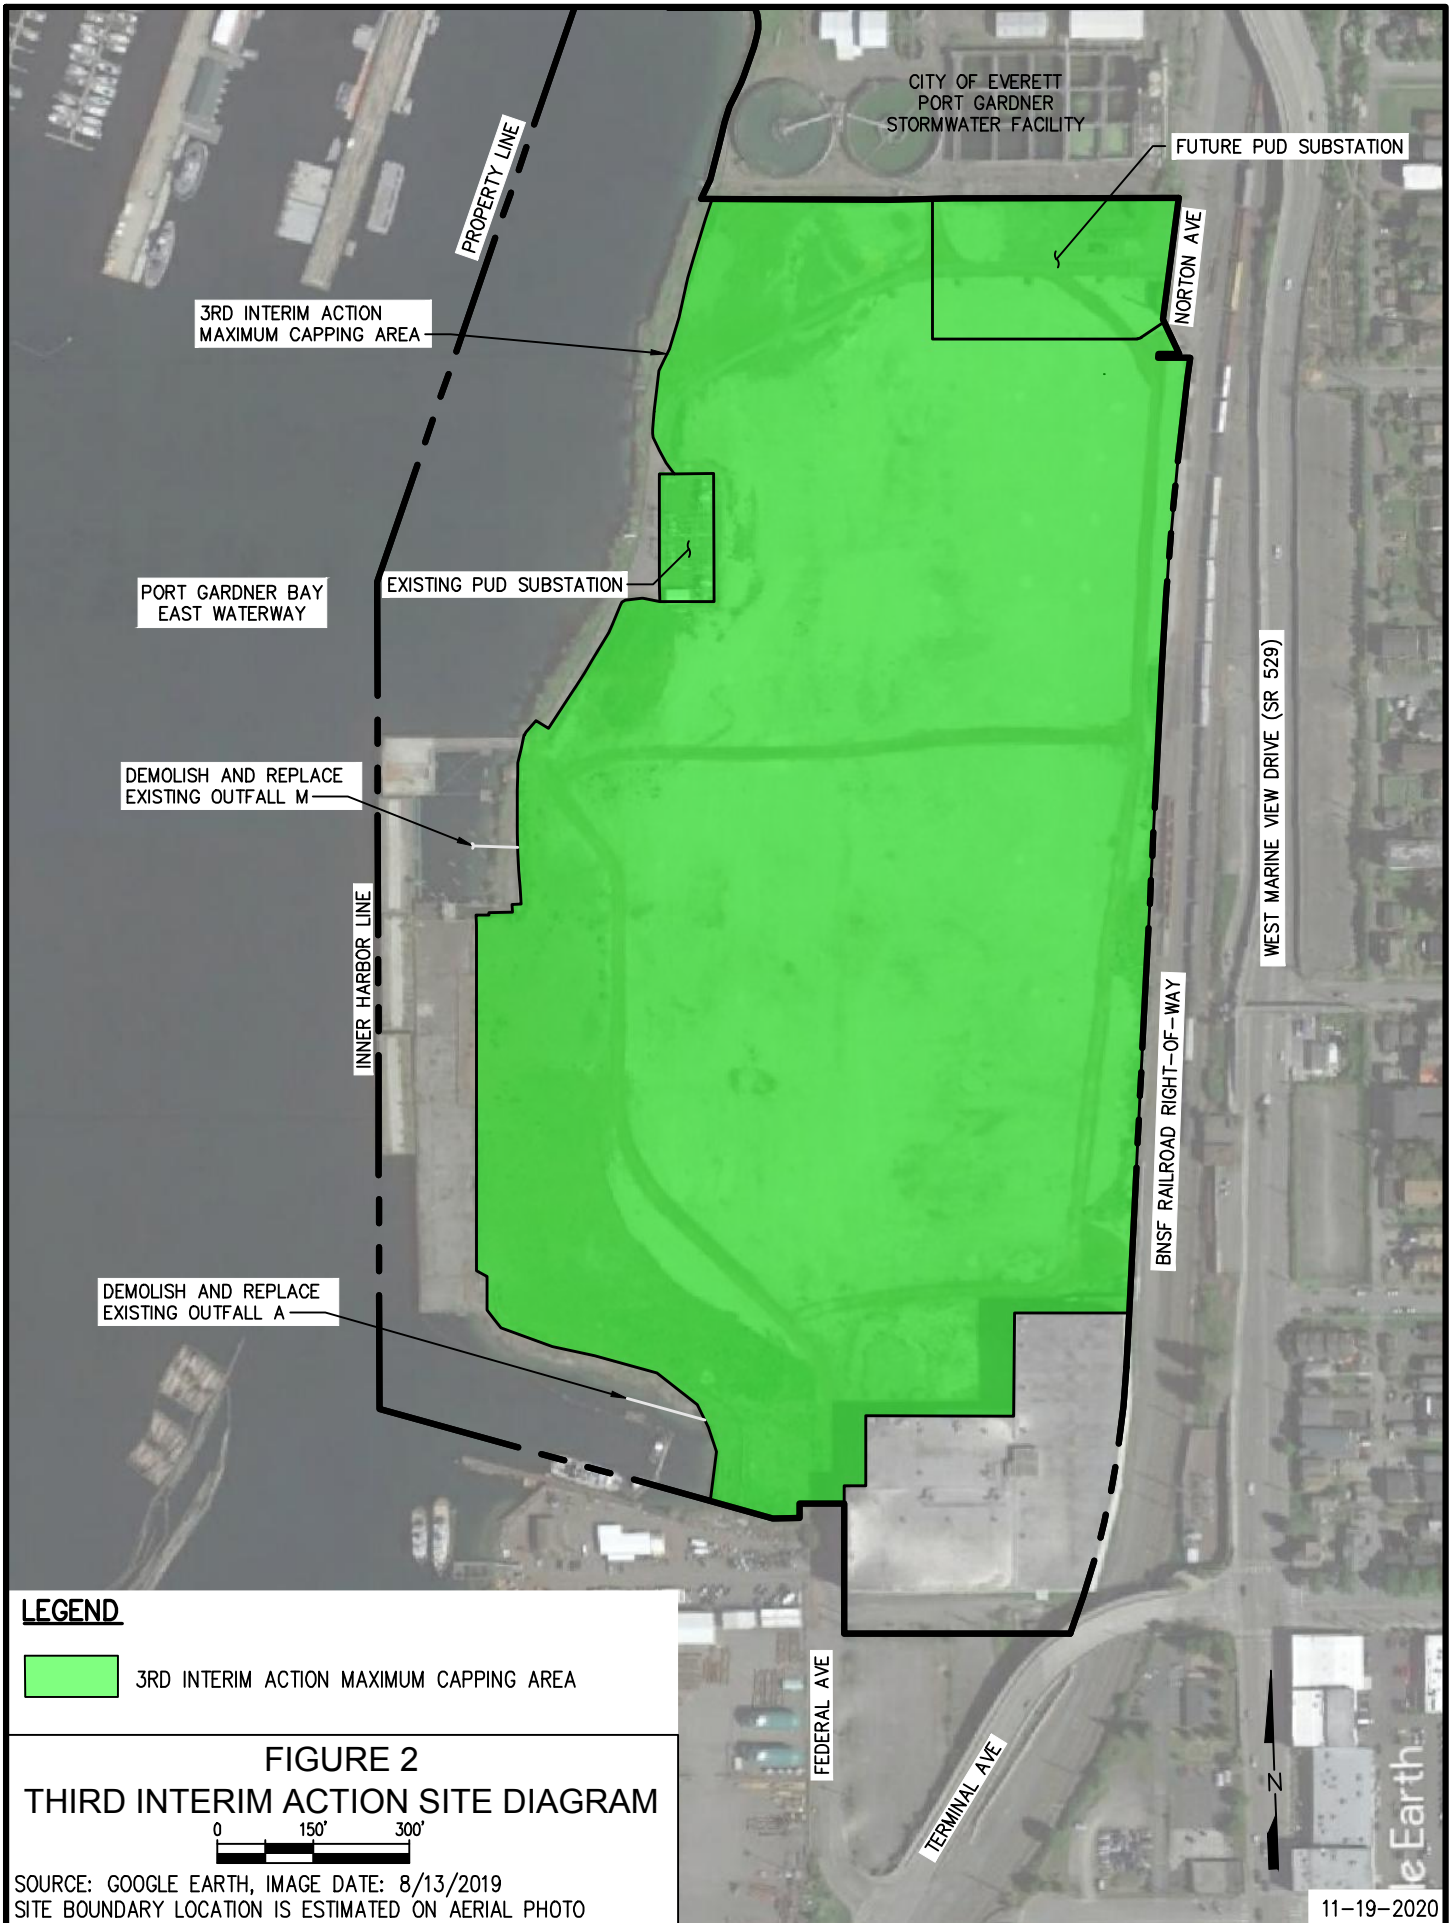 CITY OF EVERETT
PORT GARDNER
STORMWATER FACILITY
FUTURE PUD SUBSTATION
PROPERTY LINE
NORTON AVE
3RD INTERIM ACTION
MAXIMUM CAPPING AREA
EXISTING PUD SUBSTATION
PORT GARDNER BAY
EAST WATERWAY
WEST MARINE VIEW DRIVE (SR 529)
DEMOLISH AND REPLACE
EXISTING OUTFALL M
INNER HARBOR LINE
BNSF RAILROAD RIGHT-OF-WAY
DEMOLISH AND REPLACE
EXISTING OUTFALL A
LEGEND
3RD INTERIM ACTION MAXIMUM CAPPING AREA
FEDERAL AVE
TERMINAL AVE
N
le Earth
FIGURE 2
THIRD INTERIM ACTION SITE DIAGRAM
0 150' 300'
SOURCE: GOOGLE EARTH, IMAGE DATE: 8/13/2019
SITE BOUNDARY LOCATION IS ESTIMATED ON AERIAL PHOTO
11-19-2020